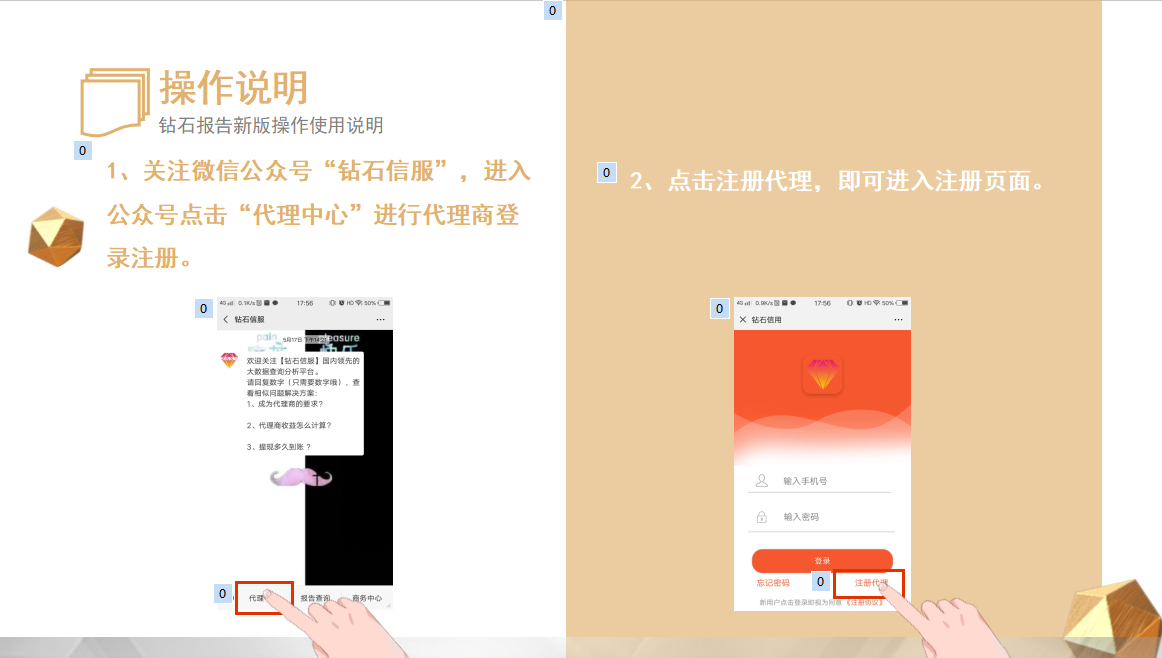 0
操作说明
钻石报告新版操作使用说明
0
1、关注微信公众号“钻石信服”，进入
公众号点击“代理中心”进行代理商登
录注册。
0
4G 0.1K/s 17:56 HD 50%
钻石信服
pain pleasure
5月17日 下午14:21
快乐
欢迎关注【钻石信服】国内领先的
大数据查询分析平台。
请回复数字（只需要数字哦），查
看相似问题解决方案：
1、成为代理商的要求?
2、代理商收益怎么计算?
3、提现多久到账 ?
0
代理
报告查询
商务中心
0
2、点击注册代理，即可进入注册页面。
0
4G 0.9K/s 17:56 HD 50%
钻石信用
输入手机号
输入密码
登录
忘记密码
0
注册代理
新用户点击登录即视为同意《注册协议》